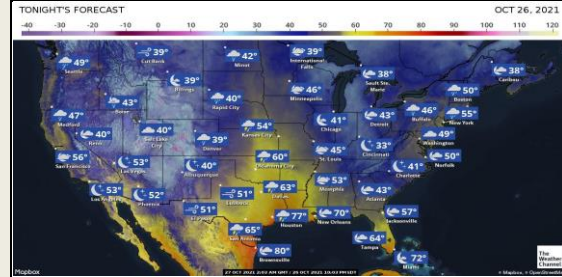 TONIGHT'S FORECAST
OCT 26, 2021
-40 -30 -20 -10 0 10 20 30 40 50 60 70 80 90 100 110 120
49° Seattle
39° Cut Bank
42° Minot
39° International Falls
38° Sault Ste. Marie
38° Caribou
39° Billings
46° Minneapolis
50° Boston
47° Medford
43° Boise
40° Rapid City
41° Chicago
43° Detroit
46° Buffalo
55° New York
40° Reno
40° Salt Lake City
39° Denver
54° Kansas City
45° St. Louis
33° Cincinnati
49° Washington
56° San Francisco
53° Las Vegas
40° Albuquerque
60° Oklahoma City
53° Memphis
41° Charlotte
50° Norfolk
53° Los Angeles
52° Phoenix
51° Lubbock
63° Dallas
43° Atlanta
51° El Paso
77° Houston
70° New Orleans
57° Jacksonville
65° San Antonio
64° Tampa
80° Brownsville
72° Miami
The Weather Channel
Mapbox
© Mapbox, © OpenStreetM